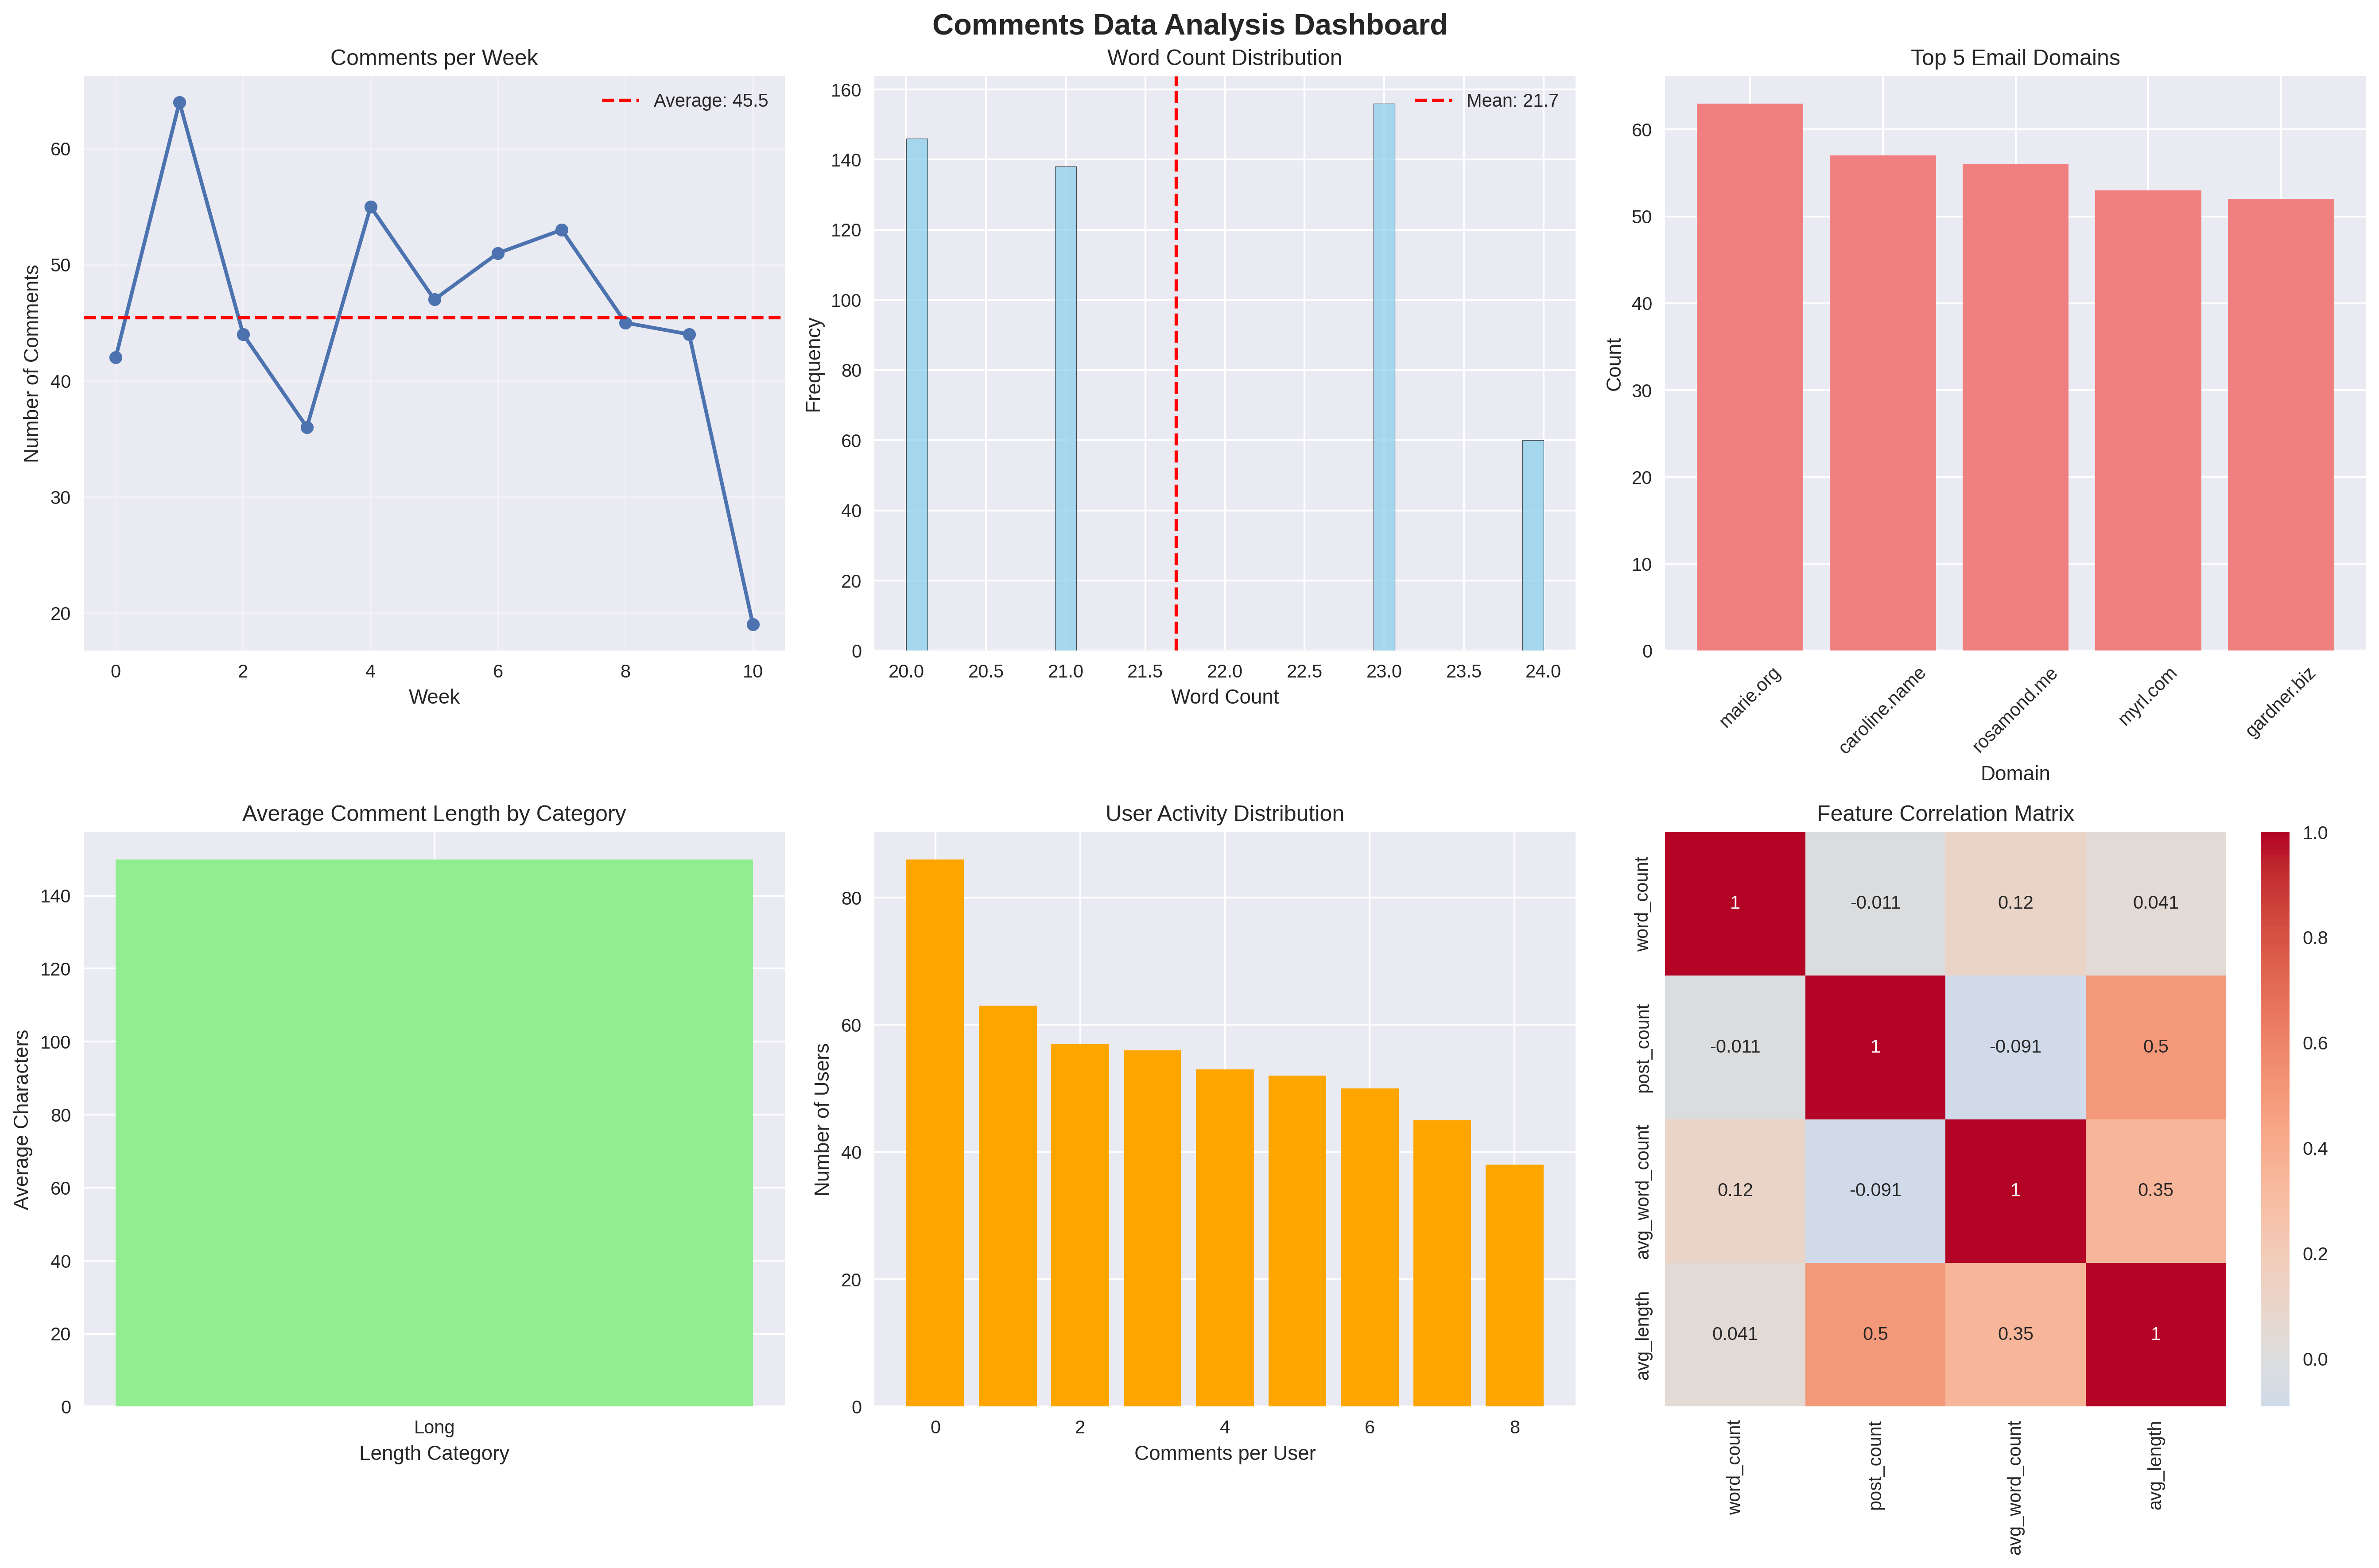 Comments Data Analysis Dashboard
Comments per Week
Average: 45.5
Number of Comments
60
50
40
30
20
0 2 4 6 8 10
Week
Word Count Distribution
Mean: 21.7
Frequency
160
140
120
100
80
60
40
20
0
20.0 20.5 21.0 21.5 22.0 22.5 23.0 23.5 24.0
Word Count
Top 5 Email Domains
Count
60
50
40
30
20
10
0
marie.org
caroline.name
rosamond.me
myrl.com
gardner.biz
Domain
Average Comment Length by Category
Average Characters
140
120
100
80
60
40
20
0
Long
Length Category
User Activity Distribution
Number of Users
80
60
40
20
0
0 2 4 6 8
Comments per User
Feature Correlation Matrix
word_count
1 -0.011 0.12 0.041
post_count
-0.011 1 -0.091 0.5
avg_word_count
0.12 -0.091 1 0.35
avg_length
0.041 0.5 0.35 1
word_count
post_count
avg_word_count
avg_length
1.0
0.8
0.6
0.4
0.2
0.0